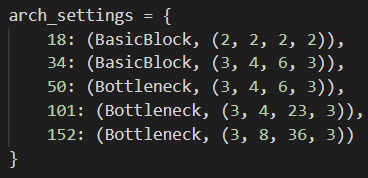 arch_settings = {
    18: (BasicBlock, (2, 2, 2, 2)),
    34: (BasicBlock, (3, 4, 6, 3)),
    50: (Bottleneck, (3, 4, 6, 3)),
    101: (Bottleneck, (3, 4, 23, 3)),
    152: (Bottleneck, (3, 8, 36, 3))
}